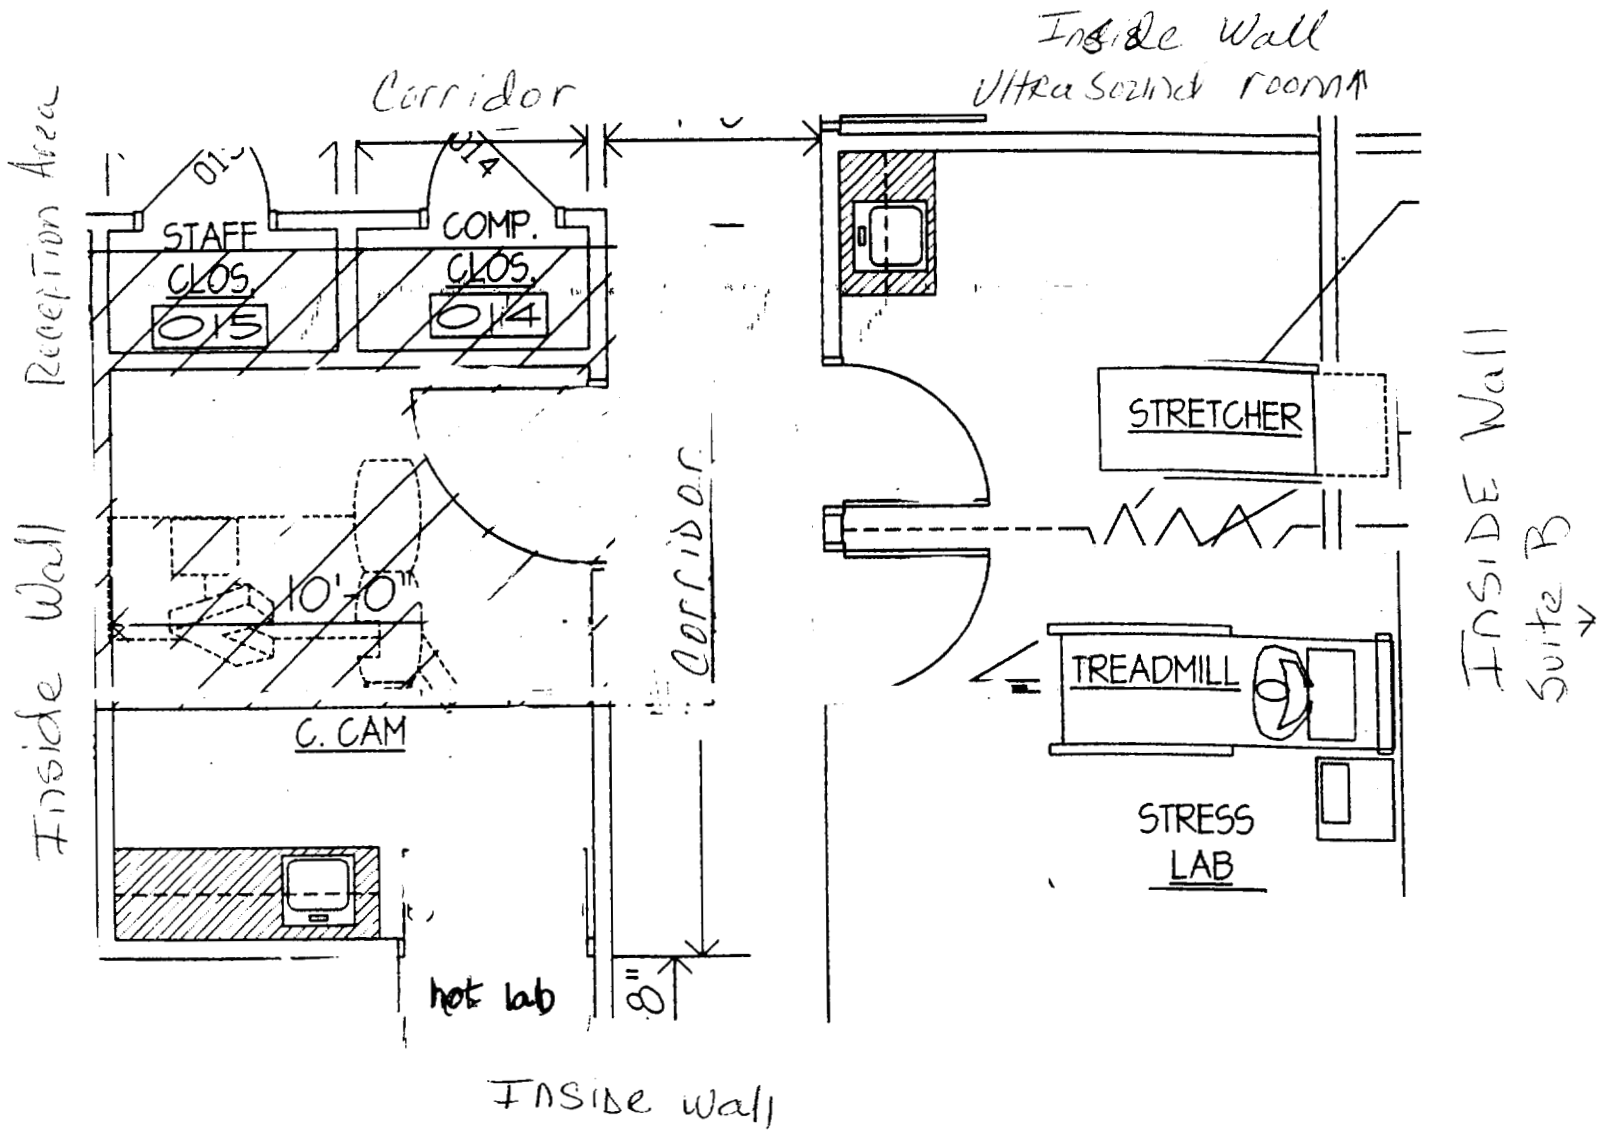 Inside Wall
Ultrasound room
Corridor
Reception Area
014
STAFF
CLOS.
015
COMP.
CLOS.
014
STRETCHER
Inside Wall
Corridor
10'-0"
INSIDE Wall
Suite B
TREADMILL
C. CAM
STRESS
LAB
hot lab
8"
INSIDE Wall